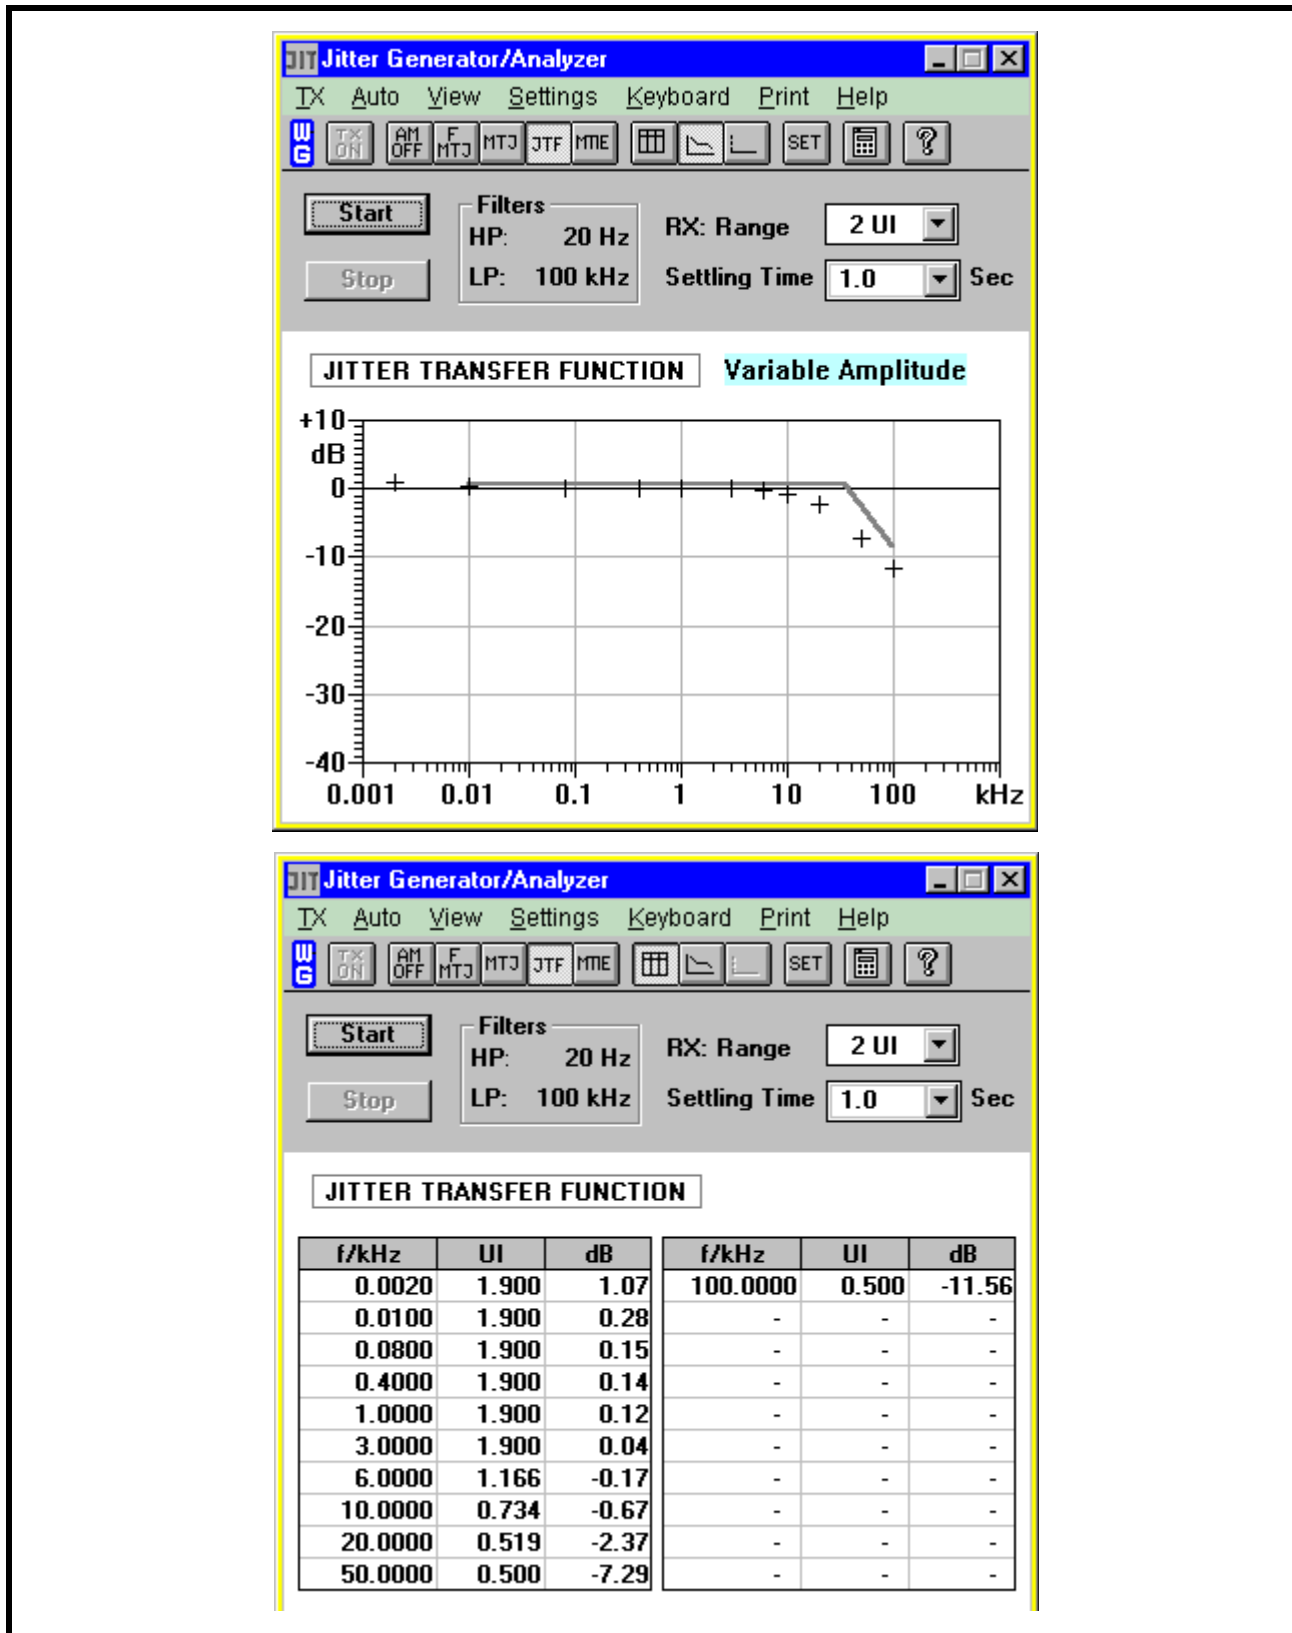 JIT Jitter Generator/Analyzer
TX Auto View Settings Keyboard Print Help
WG TX ON AM OFF F MTJ MTJ JTF MTIE SET ?
Start
Stop
Filters
HP: 20 Hz
LP: 100 kHz
RX: Range 2 UI
Settling Time 1.0 Sec
JITTER TRANSFER FUNCTION Variable Amplitude
+10
dB
0
-10
-20
-30
-40
0.001 0.01 0.1 1 10 100 kHz
JIT Jitter Generator/Analyzer
TX Auto View Settings Keyboard Print Help
WG TX ON AM OFF F MTJ MTJ JTF MTIE SET ?
Start
Stop
Filters
HP: 20 Hz
LP: 100 kHz
RX: Range 2 UI
Settling Time 1.0 Sec
JITTER TRANSFER FUNCTION
f/kHz UI dB f/kHz UI dB
0.0020 1.900 1.07 100.0000 0.500 -11.56
0.0100 1.900 0.28 - - -
0.0800 1.900 0.15 - - -
0.4000 1.900 0.14 - - -
1.0000 1.900 0.12 - - -
3.0000 1.900 0.04 - - -
6.0000 1.166 -0.17 - - -
10.0000 0.734 -0.67 - - -
20.0000 0.519 -2.37 - - -
50.0000 0.500 -7.29 - - -